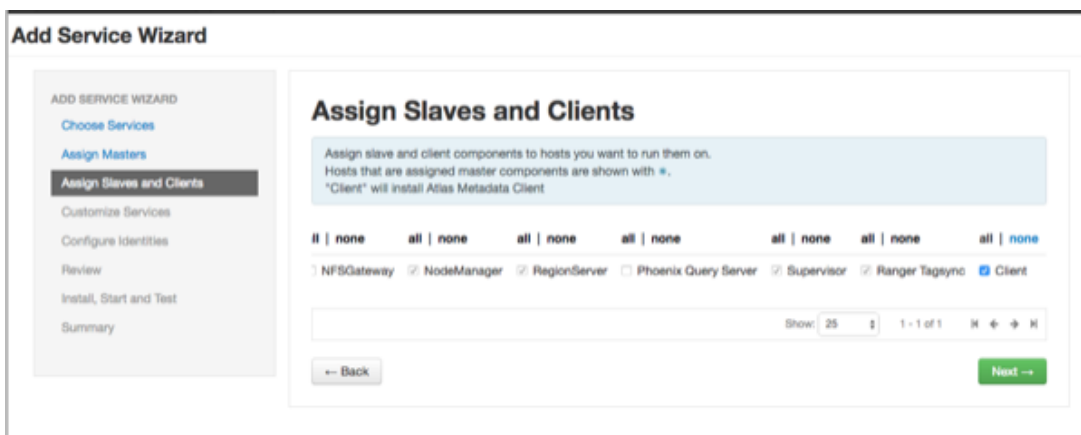 Add Service Wizard
ADD SERVICE WIZARD
Choose Services
Assign Masters
Assign Slaves and Clients
Customize Services
Configure Identities
Review
Install, Start and Test
Summary
Assign Slaves and Clients
Assign slave and client components to hosts you want to run them on.
Hosts that are assigned master components are shown with *.
"Client" will install Atlas Metadata Client
ll | none all | none all | none all | none all | none all | none all | none
NFSGateway NodeManager RegionServer Phoenix Query Server Supervisor Ranger Tagsync Client
Show: 25 1 - 1 of 1
← Back
Next →